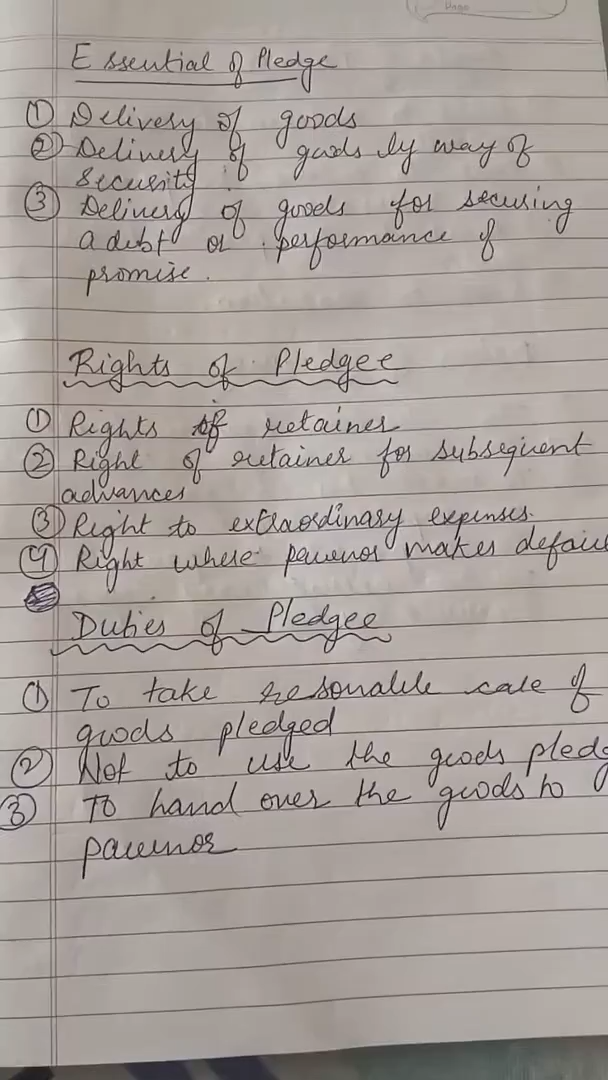 Essential of Pledge
① Delivery of goods
② Delivery of goods by way of
security.
③ Delivery of goods for securing
a debt or performance of
promise.
Rights of Pledgee
① Rights of retainer
② Right of retainer for subsequent
advances
③ Right to extraordinary expenses.
④ Right where pawnor makes defau
Duties of Pledgee
① To take resonable care of
goods pledged
② Not to use the goods pledg
③ To hand over the goods to
pawnor